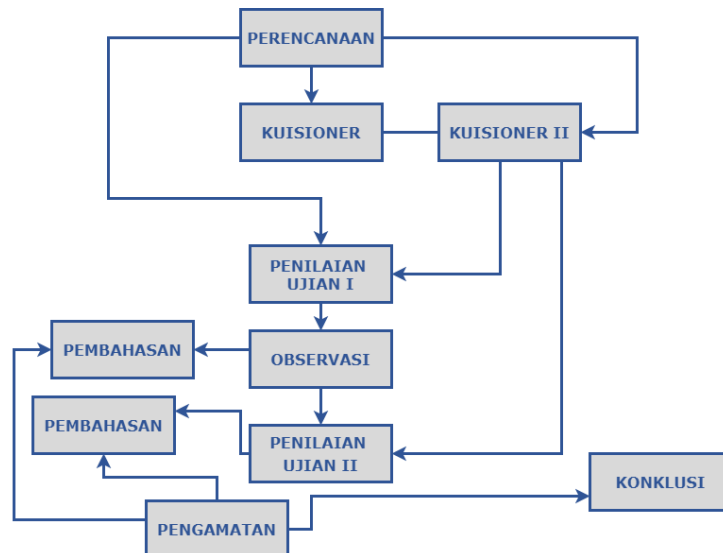 PERENCANAAN
KUISIONER
KUISIONER II
PENILAIAN
UJIAN I
PEMBAHASAN
OBSERVASI
PEMBAHASAN
PENILAIAN
UJIAN II
KONKLUSI
PENGAMATAN